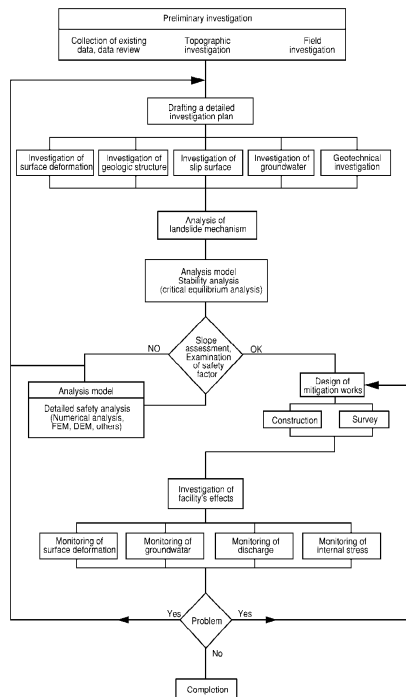 Preliminary investigation
Collection of existing
data, data review
Topographic
investigation
Field
investigation
Drafting a detailed
investigation plan
Investigation of
surface deformation
Investigation of
geologic structure
Investigation of
slip surface
Investigation of
groundwater
Geotechnical
investigation
Analysis of
landslide mechanism
Analysis model
Stability analysis
(critical equilibrium analysis)
NO
Slope
assessment,
Examination
of safety
factor
OK
Analysis model
Detailed safety analysis
(Numerical analysis,
FEM, DEM, others)
Design of
mitigation works
Construction
Survey
Investigation of
facility's effects
Monitoring of
surface deformation
Monitoring of
groundwater
Monitoring of
discharge
Monitoring of
Internal stress
Yes
Problem
Yes
No
Completion